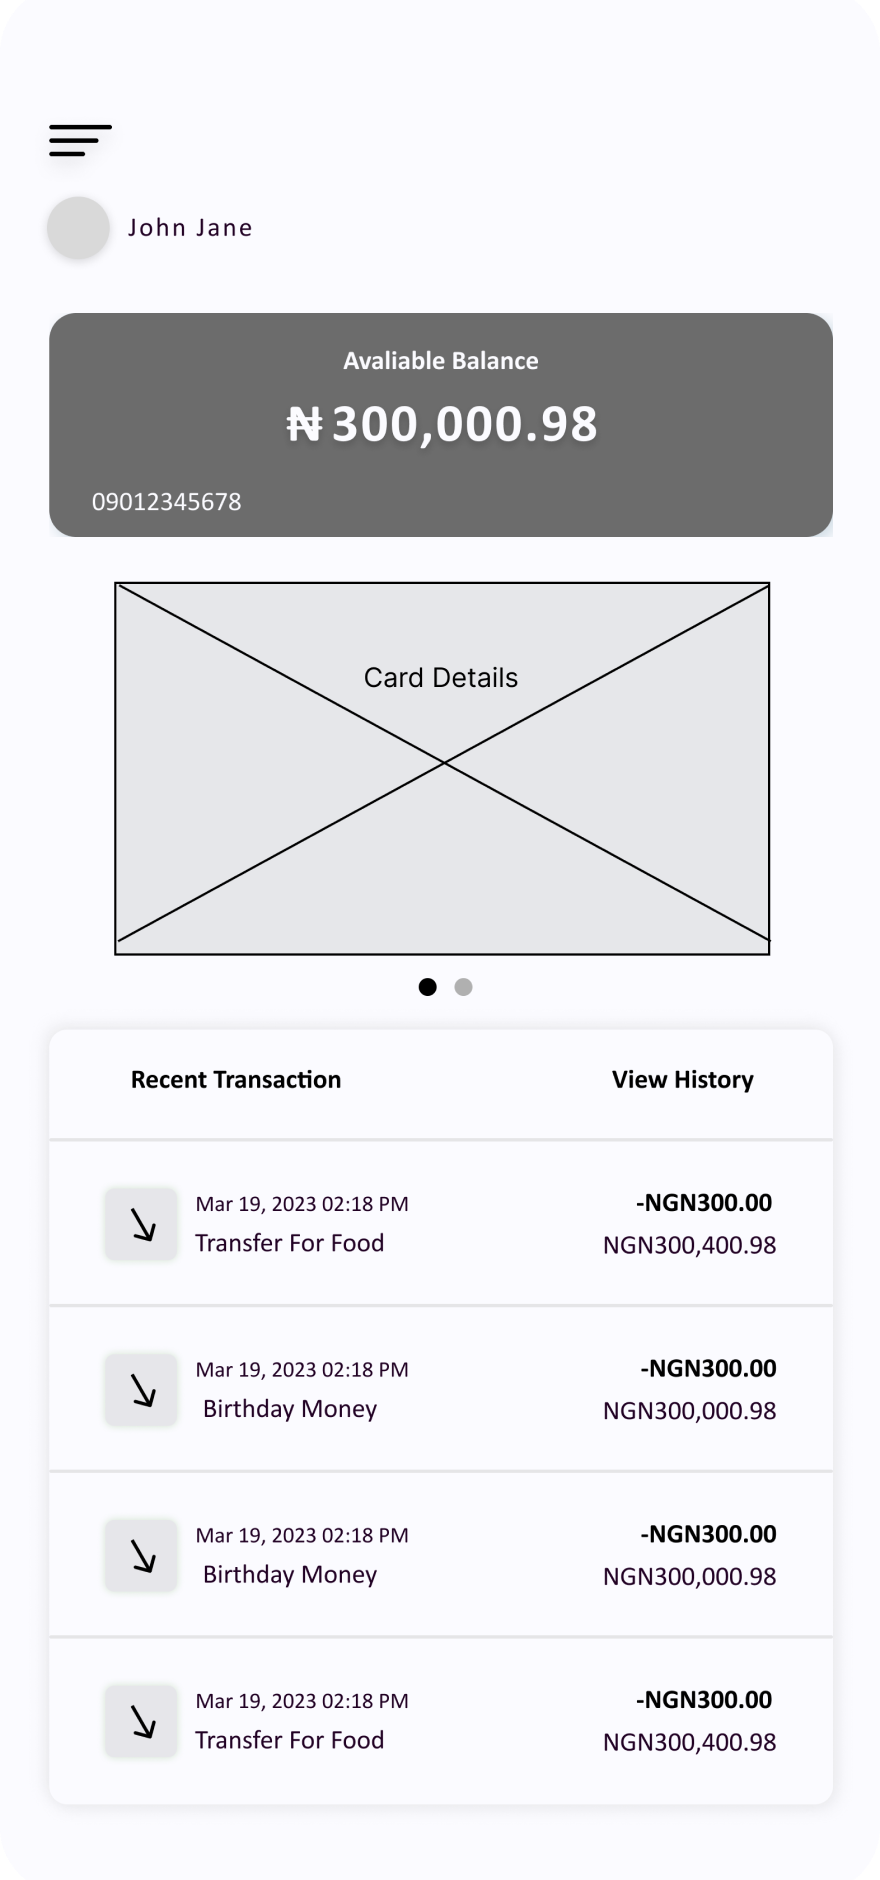 John Jane
Avaliable Balance
₦300,000.98
09012345678
Card Details
Recent Transaction View History
Mar 19, 2023 02:18 PM -NGN300.00
Transfer For Food NGN300,400.98
Mar 19, 2023 02:18 PM -NGN300.00
Birthday Money NGN300,000.98
Mar 19, 2023 02:18 PM -NGN300.00
Birthday Money NGN300,000.98
Mar 19, 2023 02:18 PM -NGN300.00
Transfer For Food NGN300,400.98